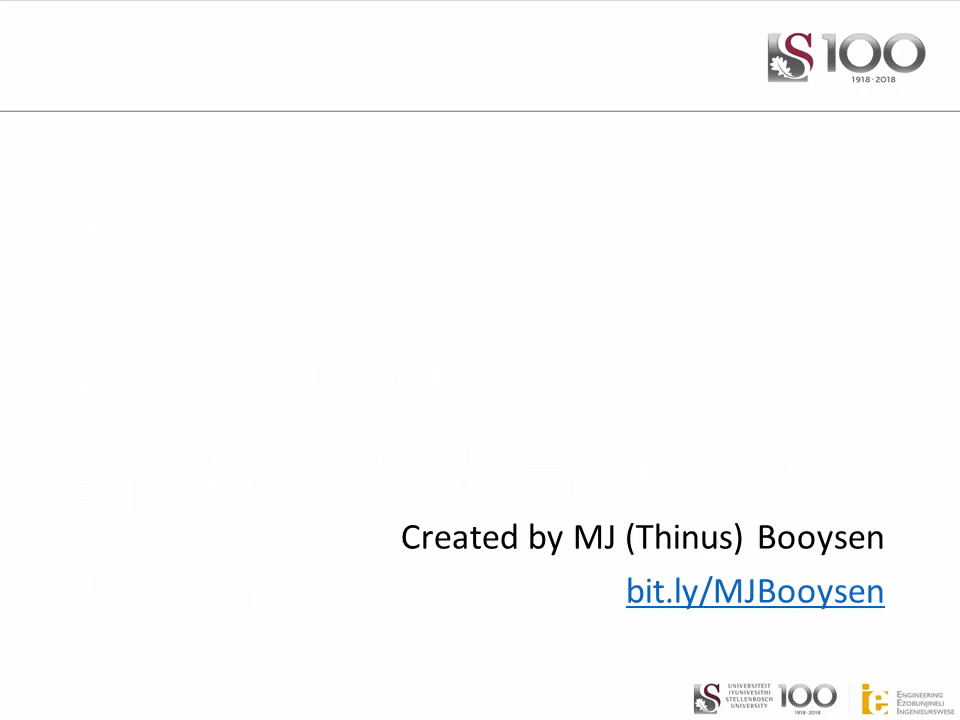 S100
1918 · 2018
Created by MJ (Thinus) Booysen
bit.ly/MJBooysen
UNIVERSITEIT
IYUNIVESITHI
STELLENBOSCH
UNIVERSITY
100
1918 · 2018
ie
ENGINEERING
EZOBUNJINELI
INGENIEURSWESE